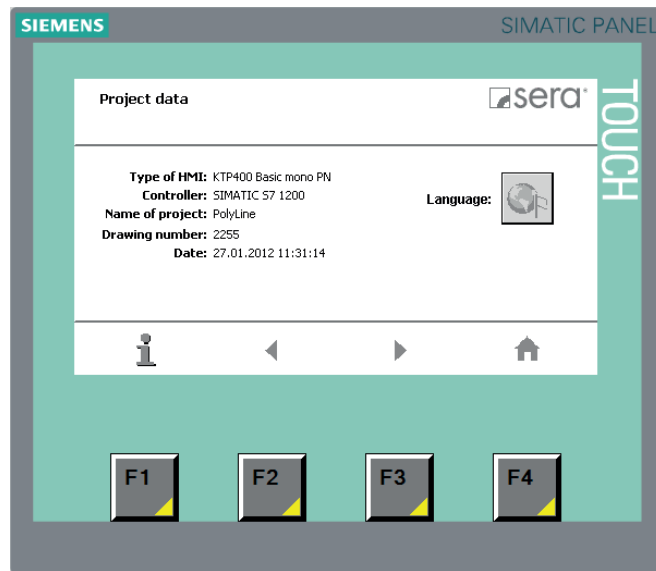 SIEMENS
SIMATIC PANEL
TOUCH
Project data
sera
Type of HMI: KTP400 Basic mono PN
Controller: SIMATIC S7 1200
Name of project: PolyLine
Drawing number: 2255
Date: 27.01.2012 11:31:14
Language:
F1
F2
F3
F4